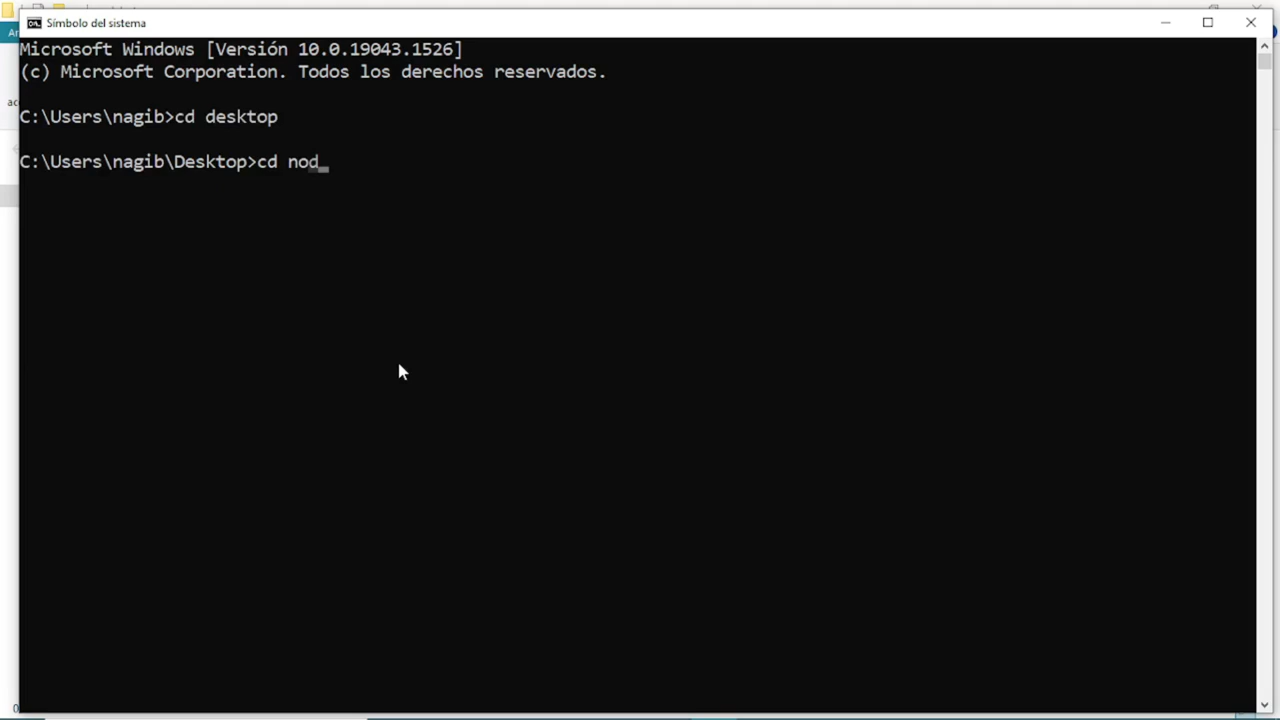 Símbolo del sistema
Microsoft Windows [Versión 10.0.19043.1526]
(c) Microsoft Corporation. Todos los derechos reservados.
C:\Users\nagib>cd desktop
C:\Users\nagib\Desktop>cd nod_